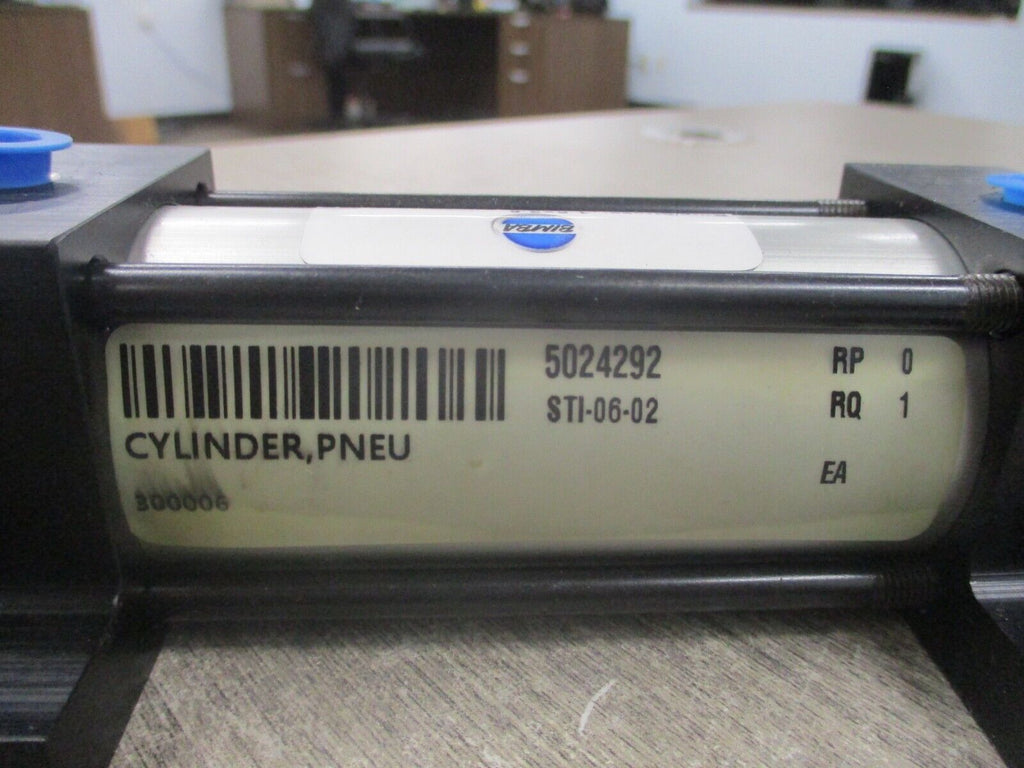 BIMBA
5024292 RP 0
STI-06-02 RQ 1
CYLINDER,PNEU
EA
300006